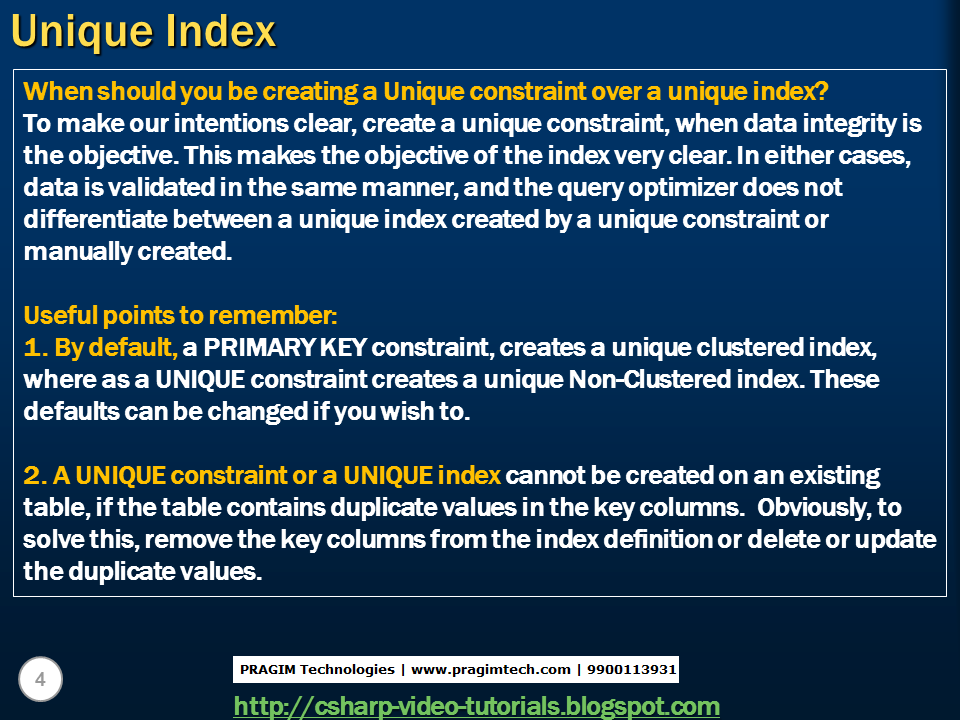 Unique Index
When should you be creating a Unique constraint over a unique index?
To make our intentions clear, create a unique constraint, when data integrity is
the objective. This makes the objective of the index very clear. In either cases,
data is validated in the same manner, and the query optimizer does not
differentiate between a unique index created by a unique constraint or
manually created.
Useful points to remember:
1. By default, a PRIMARY KEY constraint, creates a unique clustered index,
where as a UNIQUE constraint creates a unique Non-Clustered index. These
defaults can be changed if you wish to.
2. A UNIQUE constraint or a UNIQUE index cannot be created on an existing
table, if the table contains duplicate values in the key columns. Obviously, to
solve this, remove the key columns from the index definition or delete or update
the duplicate values.
4
PRAGIM Technologies | www.pragimtech.com | 9900113931
http://csharp-video-tutorials.blogspot.com